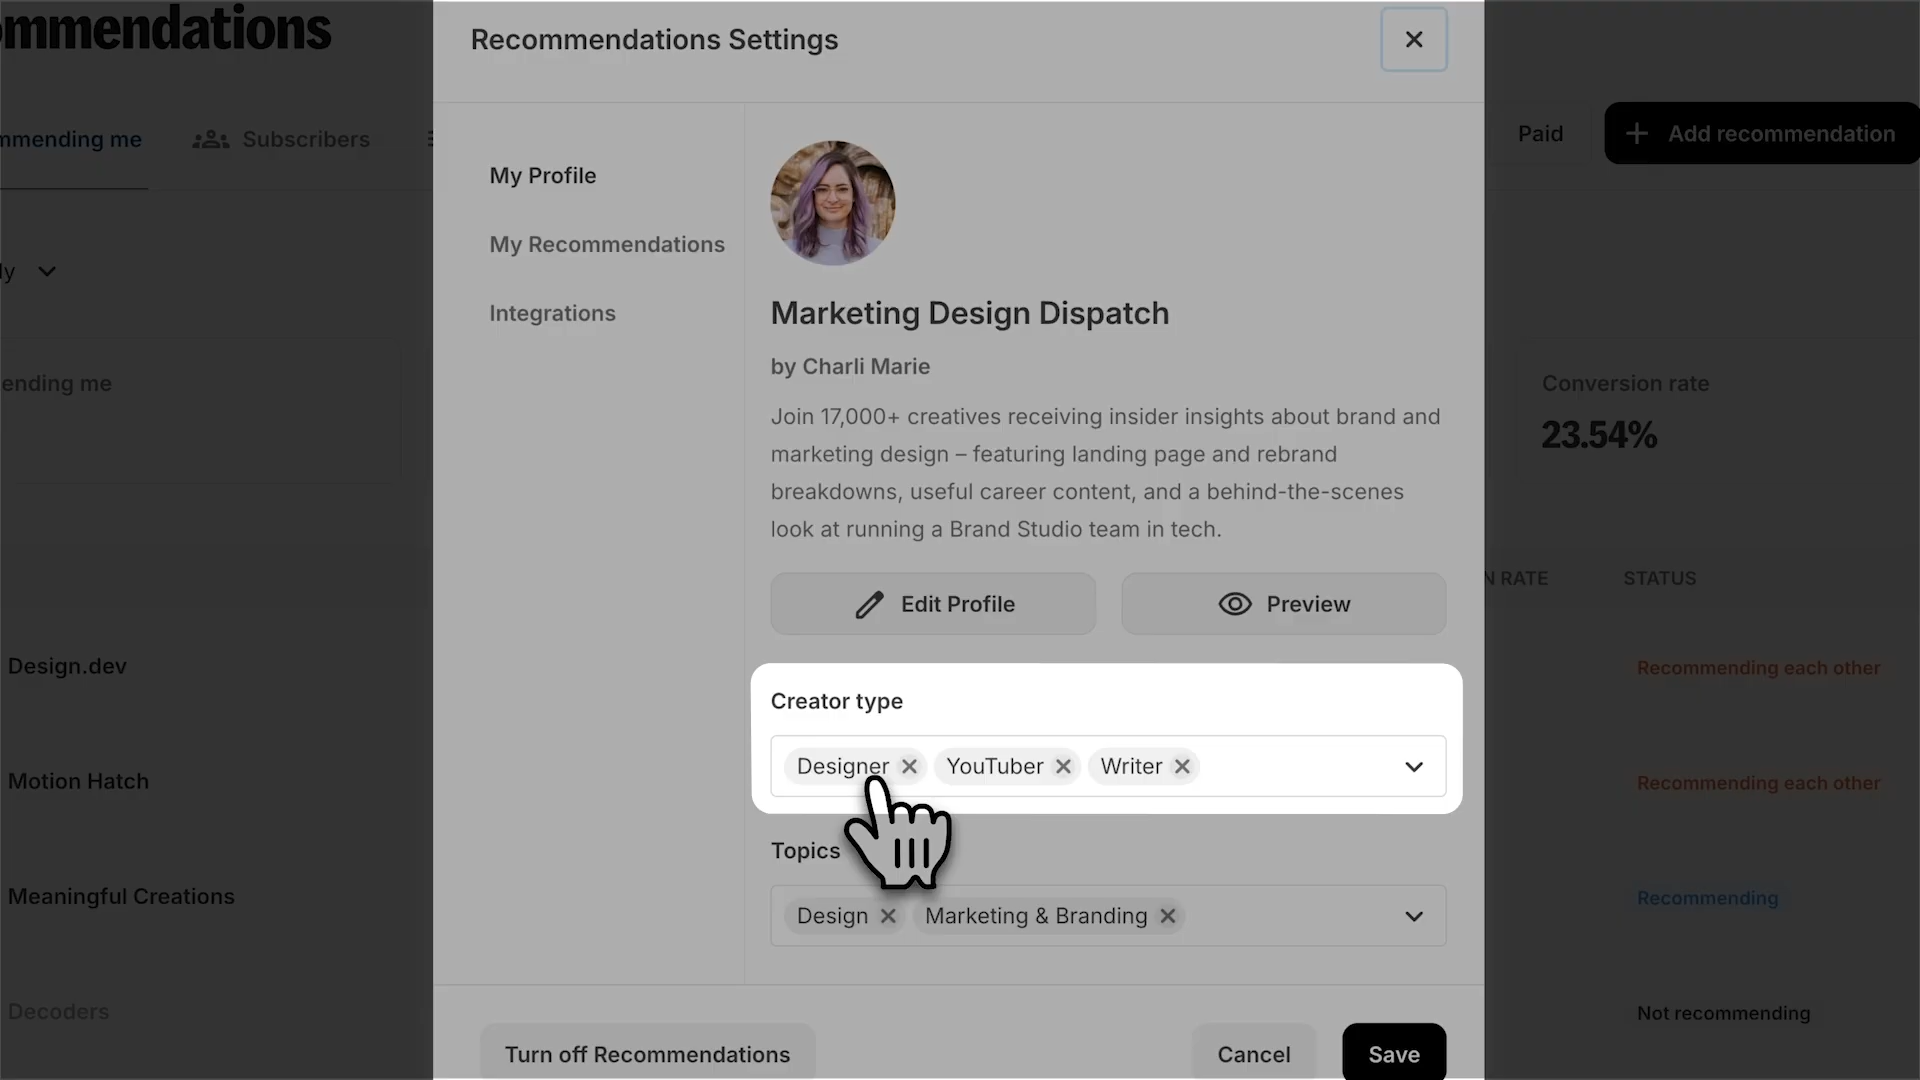 ommendations
Recommendations Settings
mmending me
Subscribers
Paid
Add recommendation
My Profile
My Recommendations
Integrations
ly
Marketing Design Dispatch
by Charli Marie
Join 17,000+ creatives receiving insider insights about brand and
marketing design – featuring landing page and rebrand
breakdowns, useful career content, and a behind-the-scenes
look at running a Brand Studio team in tech.
ending me
Conversion rate
23.54%
Edit Profile
Preview
N RATE
STATUS
Design.dev
Recommending each other
Creator type
Designer
YouTuber
Writer
Motion Hatch
Recommending each other
Topics
Design
Marketing & Branding
Meaningful Creations
Recommending
Decoders
Not recommending
Turn off Recommendations
Cancel
Save